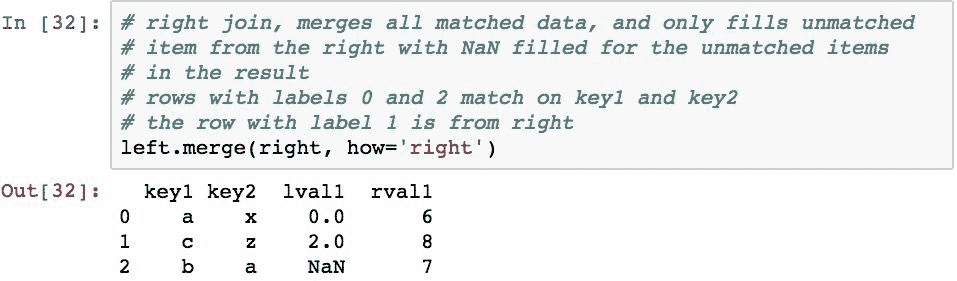 In [32]: # right join, merges all matched data, and only fills unmatched
# item from the right with NaN filled for the unmatched items
# in the result
# rows with labels 0 and 2 match on key1 and key2
# the row with label 1 is from right
left.merge(right, how='right')
Out[32]: key1 key2 lval1 rval1
0 a x 0.0 6
1 c z 2.0 8
2 b a NaN 7